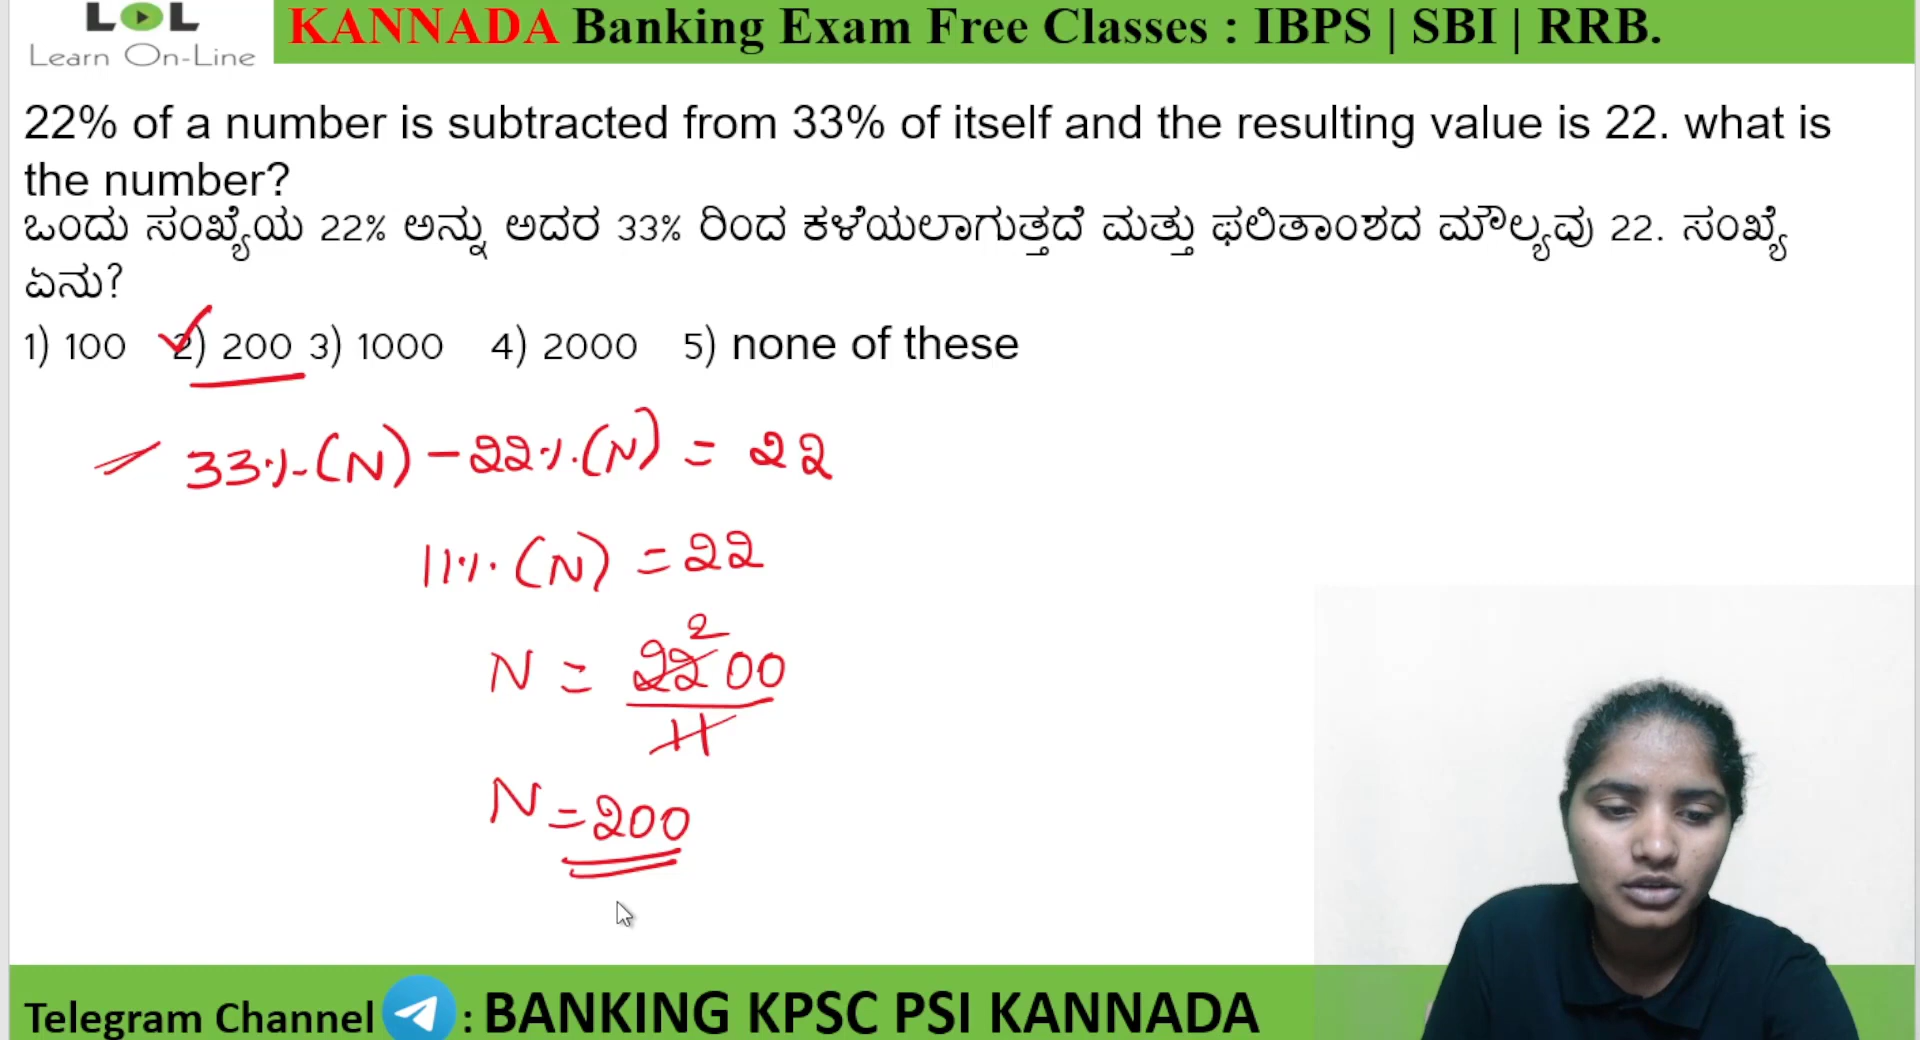 LOL
Learn On-Line
KANNADA Banking Exam Free Classes : IBPS | SBI | RRB.
22% of a number is subtracted from 33% of itself and the resulting value is 22. what is
the number?
ಒಂದು ಸಂಖ್ಯೆಯ 22% ಅನ್ನು ಅದರ 33% ರಿಂದ ಕಳೆಯಲಾಗುತ್ತದೆ ಮತ್ತು ಫಲಿತಾಂಶದ ಮೌಲ್ಯವು 22. ಸಂಖ್ಯೆ
ಏನು?
1) 100 2) 200 3) 1000 4) 2000 5) none of these
33%(N) - 22%(N) = 22
11%(N) = 22
2
N = 2200
11
N = 200
Telegram Channel : BANKING KPSC PSI KANNADA